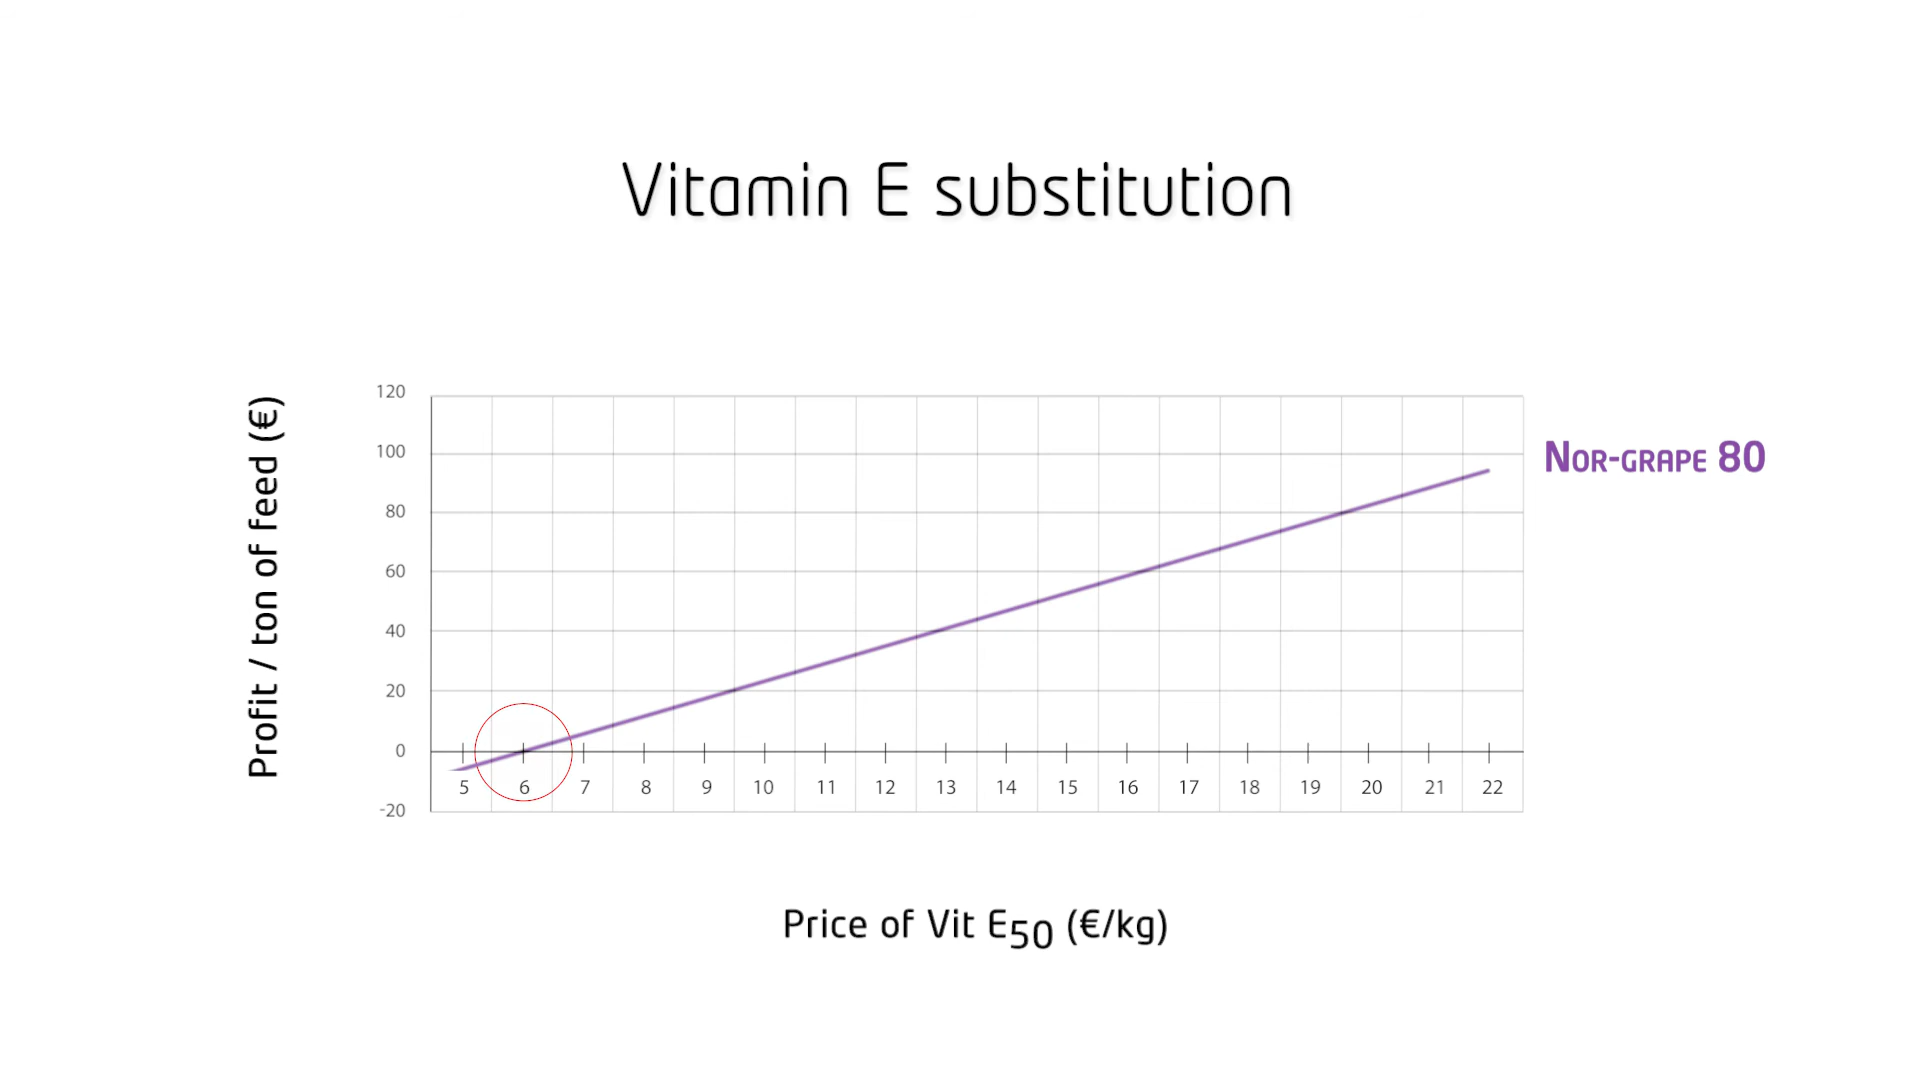 Vitamin E substitution
Profit / ton of feed (€)
120
100
80
60
40
20
0
-20
5 6 7 8 9 10 11 12 13 14 15 16 17 18 19 20 21 22
NOR-GRAPE 80
Price of Vit E50 (€/kg)